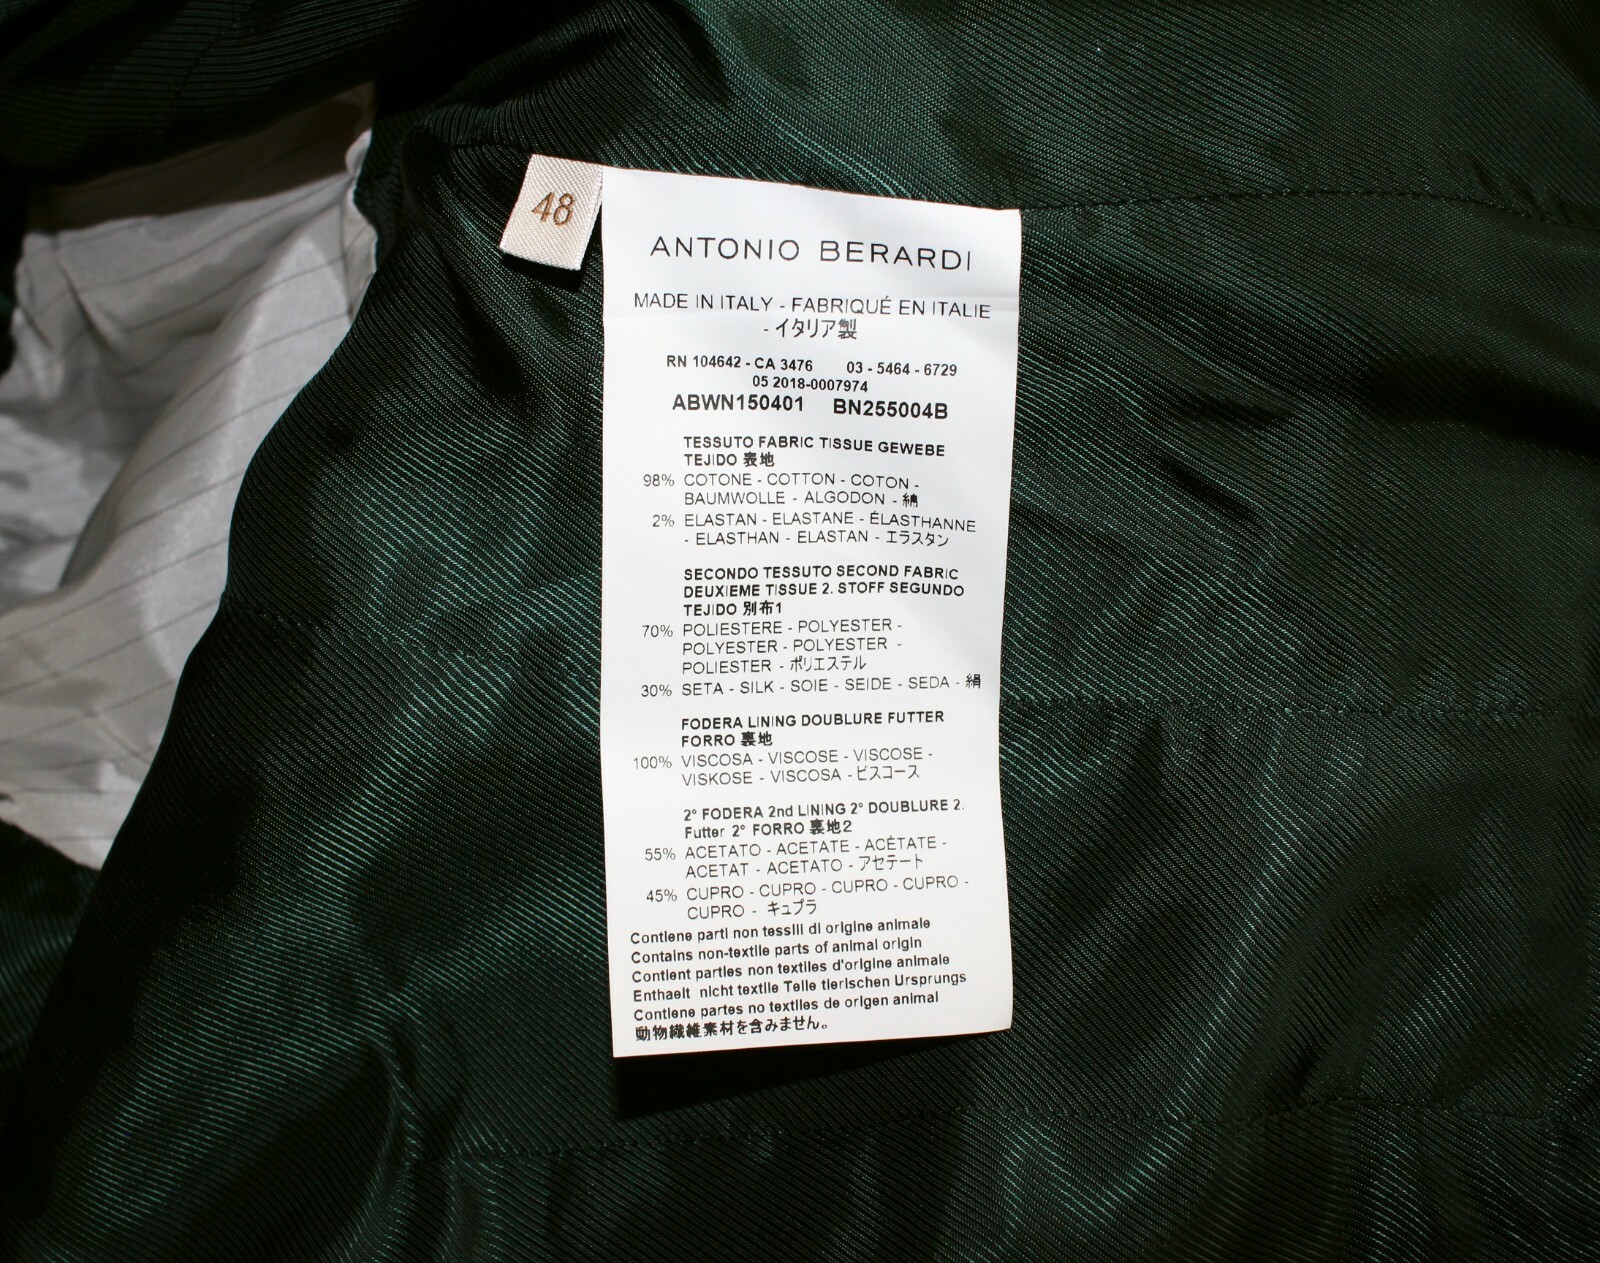 48
ANTONIO BERARDI
MADE IN ITALY - FABRIQUÉ EN ITALIE
- イタリア製
RN 104642 - CA 3476 03 - 5464 - 6729
05 2018-0007974
ABWN150401 BN255004B
TESSUTO FABRIC TISSUE GEWEBE
TEJIDO 表地
98% COTONE - COTTON - COTON -
BAUMWOLLE - ALGODON - 綿
2% ELASTAN - ELASTANE - ÉLASTHANNE
- ELASTHAN - ELASTAN - エラスタン
SECONDO TESSUTO SECOND FABRIC
DEUXIEME TISSUE 2. STOFF SEGUNDO
TEJIDO 別布1
70% POLIESTERE - POLYESTER -
POLYESTER - POLYESTER -
POLIESTER - ポリエステル
30% SETA - SILK - SOIE - SEIDE - SEDA - 絹
FODERA LINING DOUBLURE FUTTER
FORRO 裏地
100% VISCOSA - VISCOSE - VISCOSE -
VISKOSE - VISCOSA - ビスコース
2° FODERA 2nd LINING 2° DOUBLURE 2.
Futter 2° FORRO 裏地2
55% ACETATO - ACETATE - ACÉTATE -
ACETAT - ACETATO - アセテート
45% CUPRO - CUPRO - CUPRO - CUPRO -
CUPRO - キュプラ
Contiene parti non tessili di origine animale
Contains non-textile parts of animal origin
Contient parties non textiles d'origine animale
Enthaelt nicht textile Teile tierischen Ursprungs
Contiene partes no textiles de origen animal
動物繊維素材を含みません。